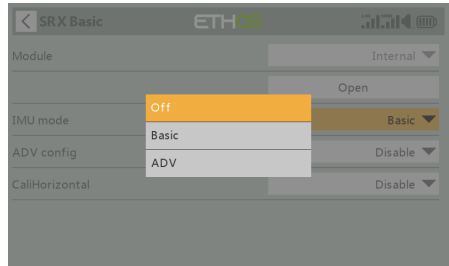 SRX Basic ETHOS
Module Internal
Open
Off
IMU mode Basic
Basic
ADV config Disable
ADV
CaliHorizontal Disable